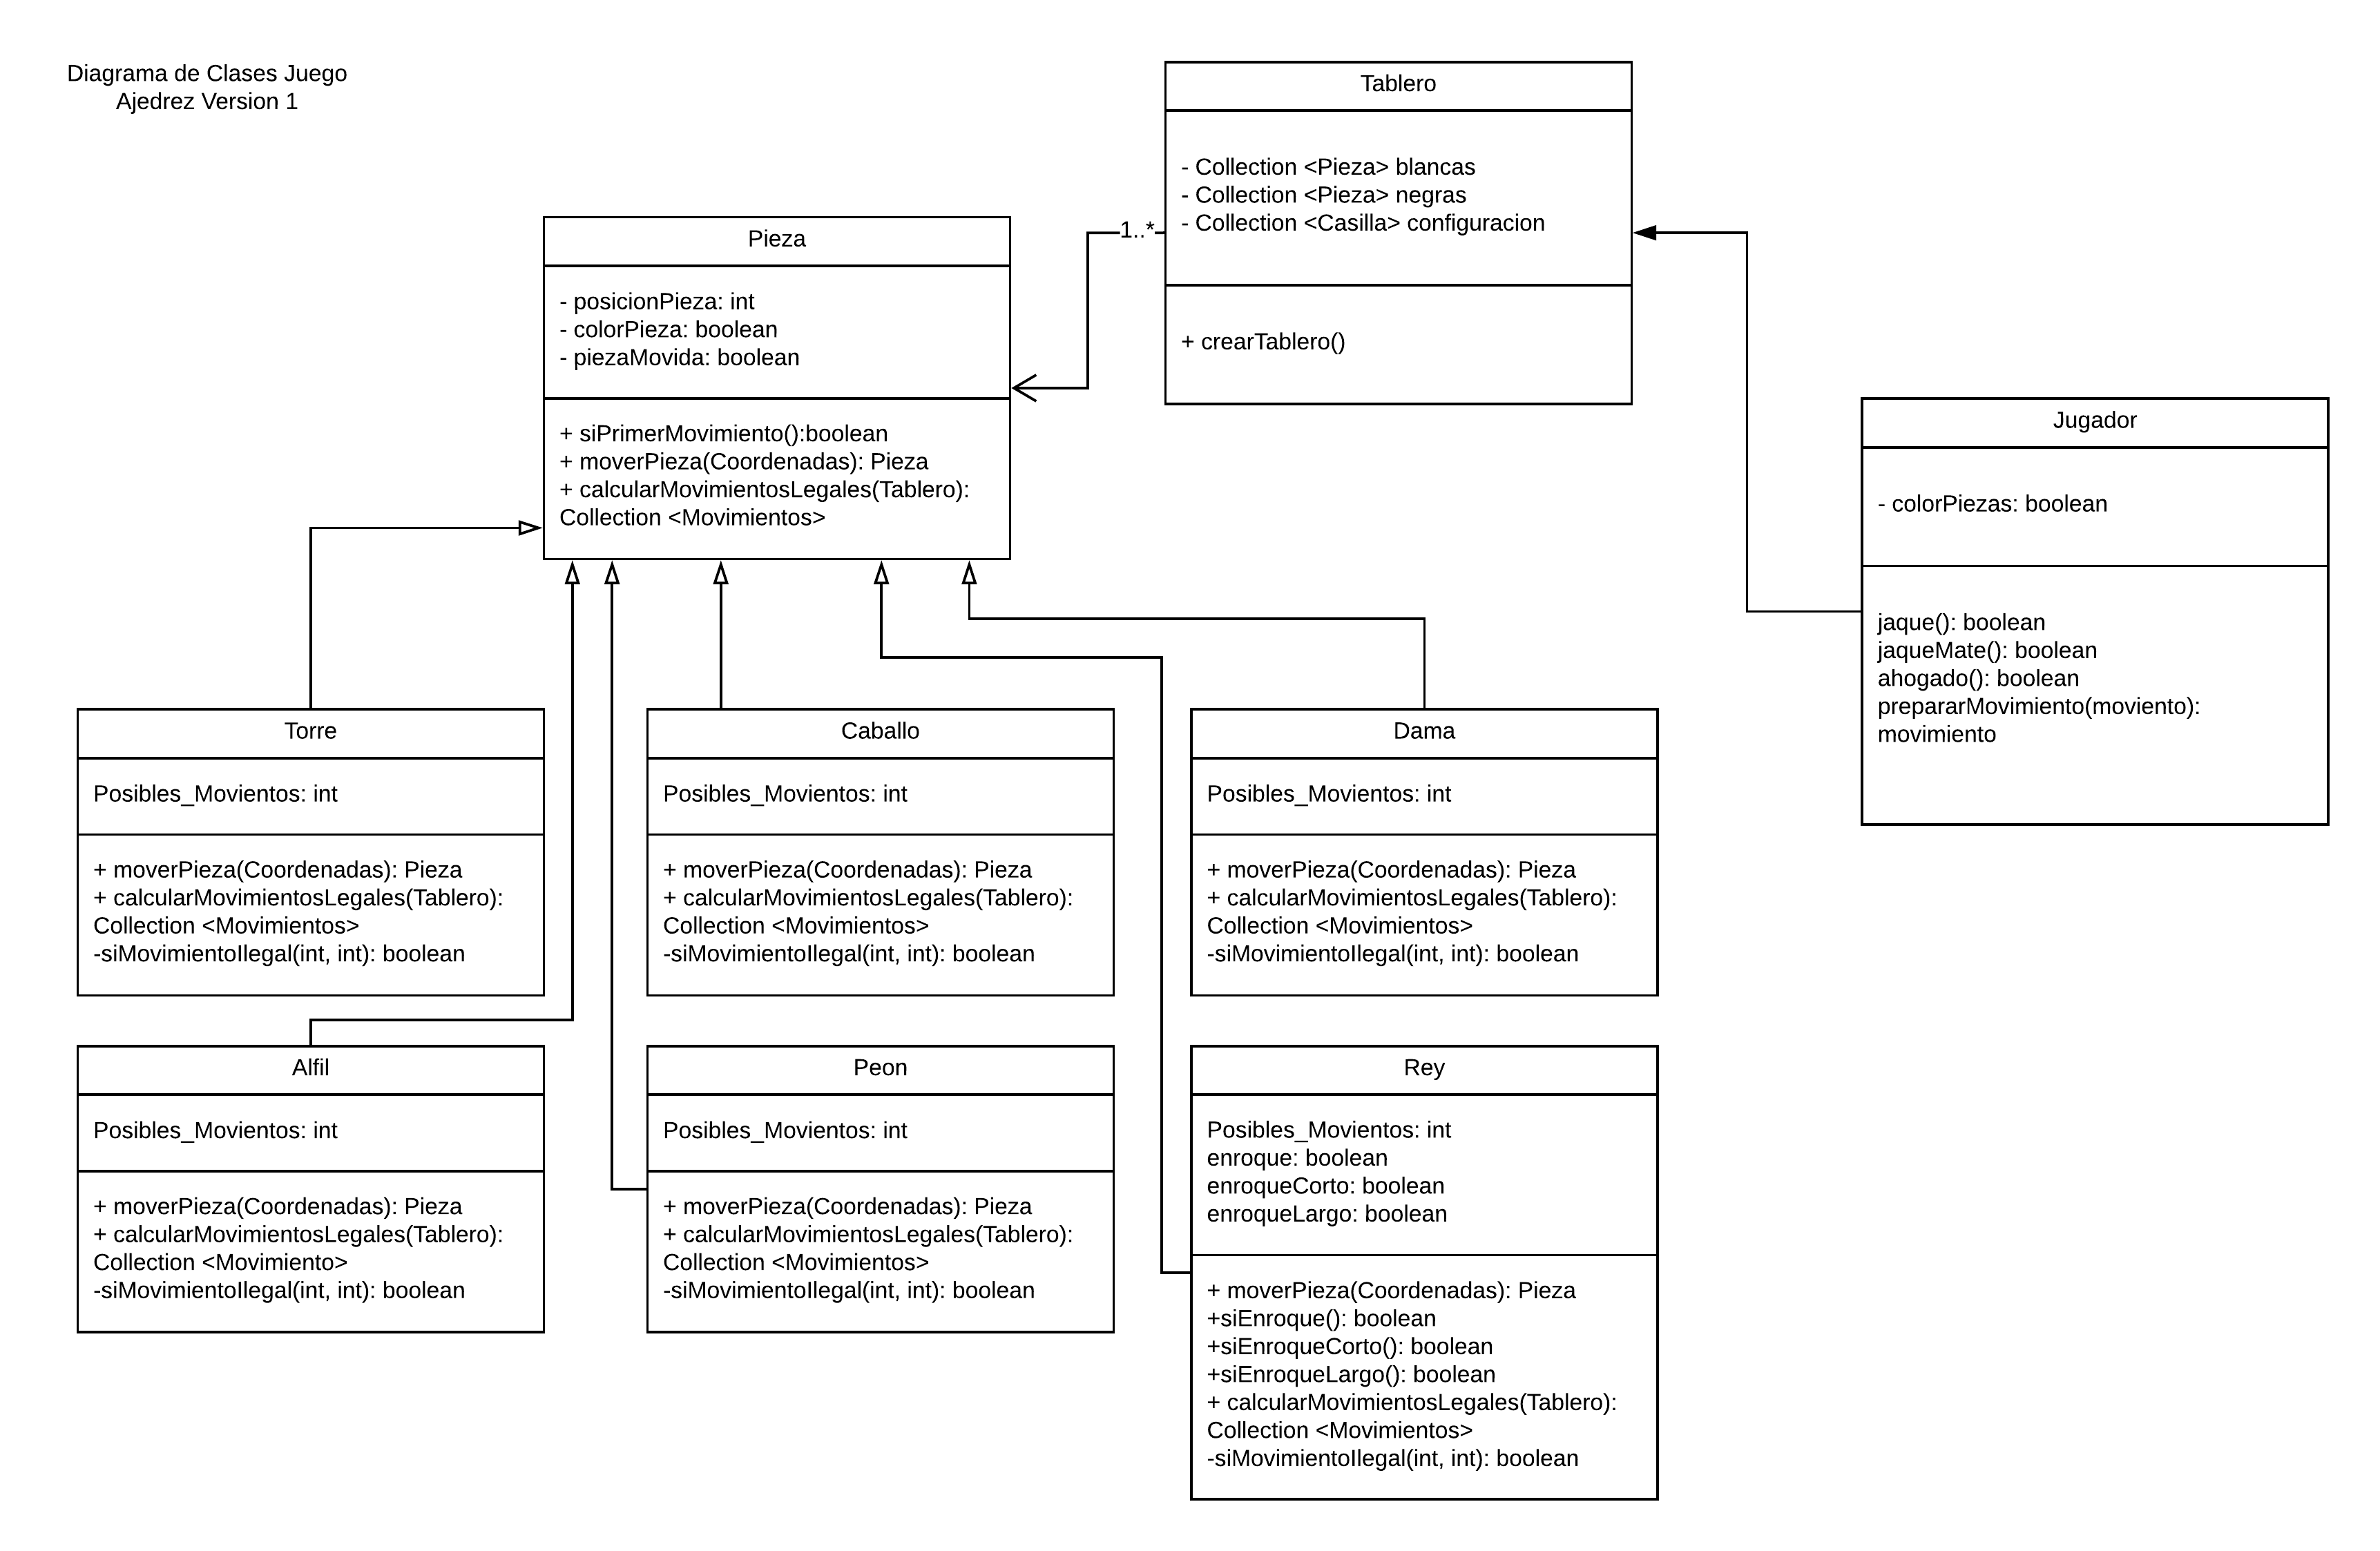 Diagrama de Clases Juego
Ajedrez Version 1
Tablero
- Collection <Pieza> blancas
- Collection <Pieza> negras
- Collection <Casilla> configuracion
+ crearTablero()
1..*
Pieza
- posicionPieza: int
- colorPieza: boolean
- piezaMovida: boolean
+ siPrimerMovimiento():boolean
+ moverPieza(Coordenadas): Pieza
+ calcularMovimientosLegales(Tablero):
Collection <Movimientos>
Jugador
- colorPiezas: boolean
jaque(): boolean
jaqueMate(): boolean
ahogado(): boolean
prepararMovimiento(moviento):
movimiento
Torre
Posibles_Movientos: int
+ moverPieza(Coordenadas): Pieza
+ calcularMovimientosLegales(Tablero):
Collection <Movimientos>
-siMovimientoIlegal(int, int): boolean
Caballo
Posibles_Movientos: int
+ moverPieza(Coordenadas): Pieza
+ calcularMovimientosLegales(Tablero):
Collection <Movimientos>
-siMovimientoIlegal(int, int): boolean
Dama
Posibles_Movientos: int
+ moverPieza(Coordenadas): Pieza
+ calcularMovimientosLegales(Tablero):
Collection <Movimientos>
-siMovimientoIlegal(int, int): boolean
Alfil
Posibles_Movientos: int
+ moverPieza(Coordenadas): Pieza
+ calcularMovimientosLegales(Tablero):
Collection <Movimiento>
-siMovimientoIlegal(int, int): boolean
Peon
Posibles_Movientos: int
+ moverPieza(Coordenadas): Pieza
+ calcularMovimientosLegales(Tablero):
Collection <Movimientos>
-siMovimientoIlegal(int, int): boolean
Rey
Posibles_Movientos: int
enroque: boolean
enroqueCorto: boolean
enroqueLargo: boolean
+ moverPieza(Coordenadas): Pieza
+siEnroque(): boolean
+siEnroqueCorto(): boolean
+siEnroqueLargo(): boolean
+ calcularMovimientosLegales(Tablero):
Collection <Movimientos>
-siMovimientoIlegal(int, int): boolean